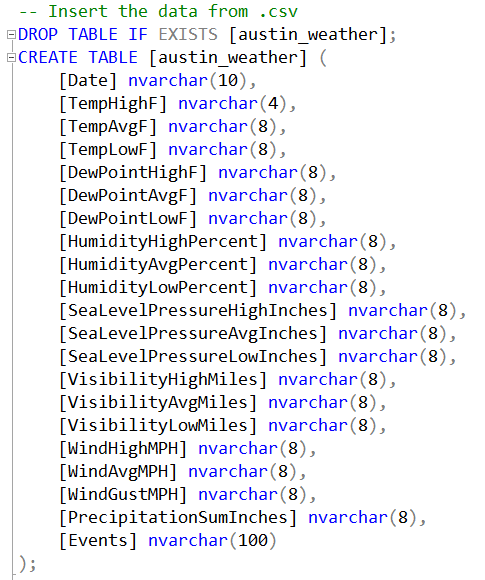 -- Insert the data from .csv
DROP TABLE IF EXISTS [austin_weather];
CREATE TABLE [austin_weather] (
    [Date] nvarchar(10),
    [TempHighF] nvarchar(4),
    [TempAvgF] nvarchar(8),
    [TempLowF] nvarchar(8),
    [DewPointHighF] nvarchar(8),
    [DewPointAvgF] nvarchar(8),
    [DewPointLowF] nvarchar(8),
    [HumidityHighPercent] nvarchar(8),
    [HumidityAvgPercent] nvarchar(8),
    [HumidityLowPercent] nvarchar(8),
    [SeaLevelPressureHighInches] nvarchar(8),
    [SeaLevelPressureAvgInches] nvarchar(8),
    [SeaLevelPressureLowInches] nvarchar(8),
    [VisibilityHighMiles] nvarchar(8),
    [VisibilityAvgMiles] nvarchar(8),
    [VisibilityLowMiles] nvarchar(8),
    [WindHighMPH] nvarchar(8),
    [WindAvgMPH] nvarchar(8),
    [WindGustMPH] nvarchar(8),
    [PrecipitationSumInches] nvarchar(8),
    [Events] nvarchar(100)
);